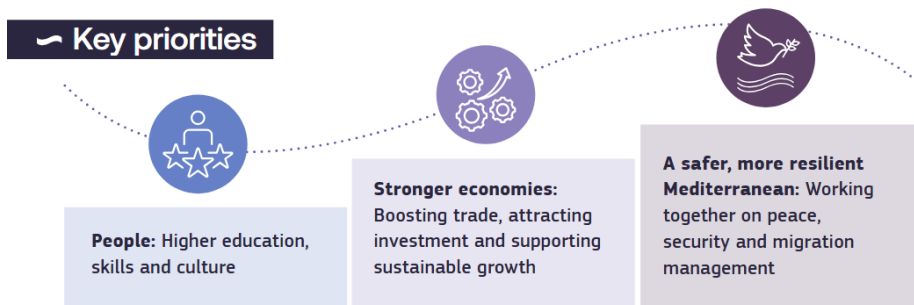 Key priorities
People: Higher education,
skills and culture
Stronger economies:
Boosting trade, attracting
investment and supporting
sustainable growth
A safer, more resilient
Mediterranean: Working
together on peace,
security and migration
management